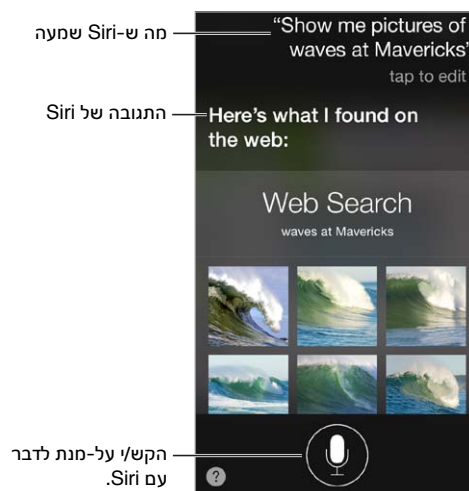 מה ש-Siri שמעה
“Show me pictures of
waves at Mavericks”
tap to edit
התגובה של Siri
Here’s what I found on
the web:
Web Search
waves at Mavericks
הקש/י על-מנת לדבר
עם Siri.
?